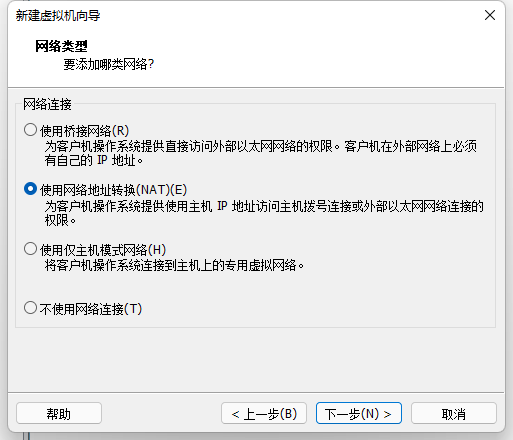 新建虚拟机向导
网络类型
要添加哪类网络?
网络连接
使用桥接网络(R)
为客户机操作系统提供直接访问外部以太网网络的权限。客户机在外部网络上必须
有自己的 IP 地址。
使用网络地址转换(NAT)(E)
为客户机操作系统提供使用主机 IP 地址访问主机拨号连接或外部以太网网络连接的
权限。
使用仅主机模式网络(H)
将客户机操作系统连接到主机上的专用虚拟网络。
不使用网络连接(T)
帮助
< 上一步(B)
下一步(N) >
取消